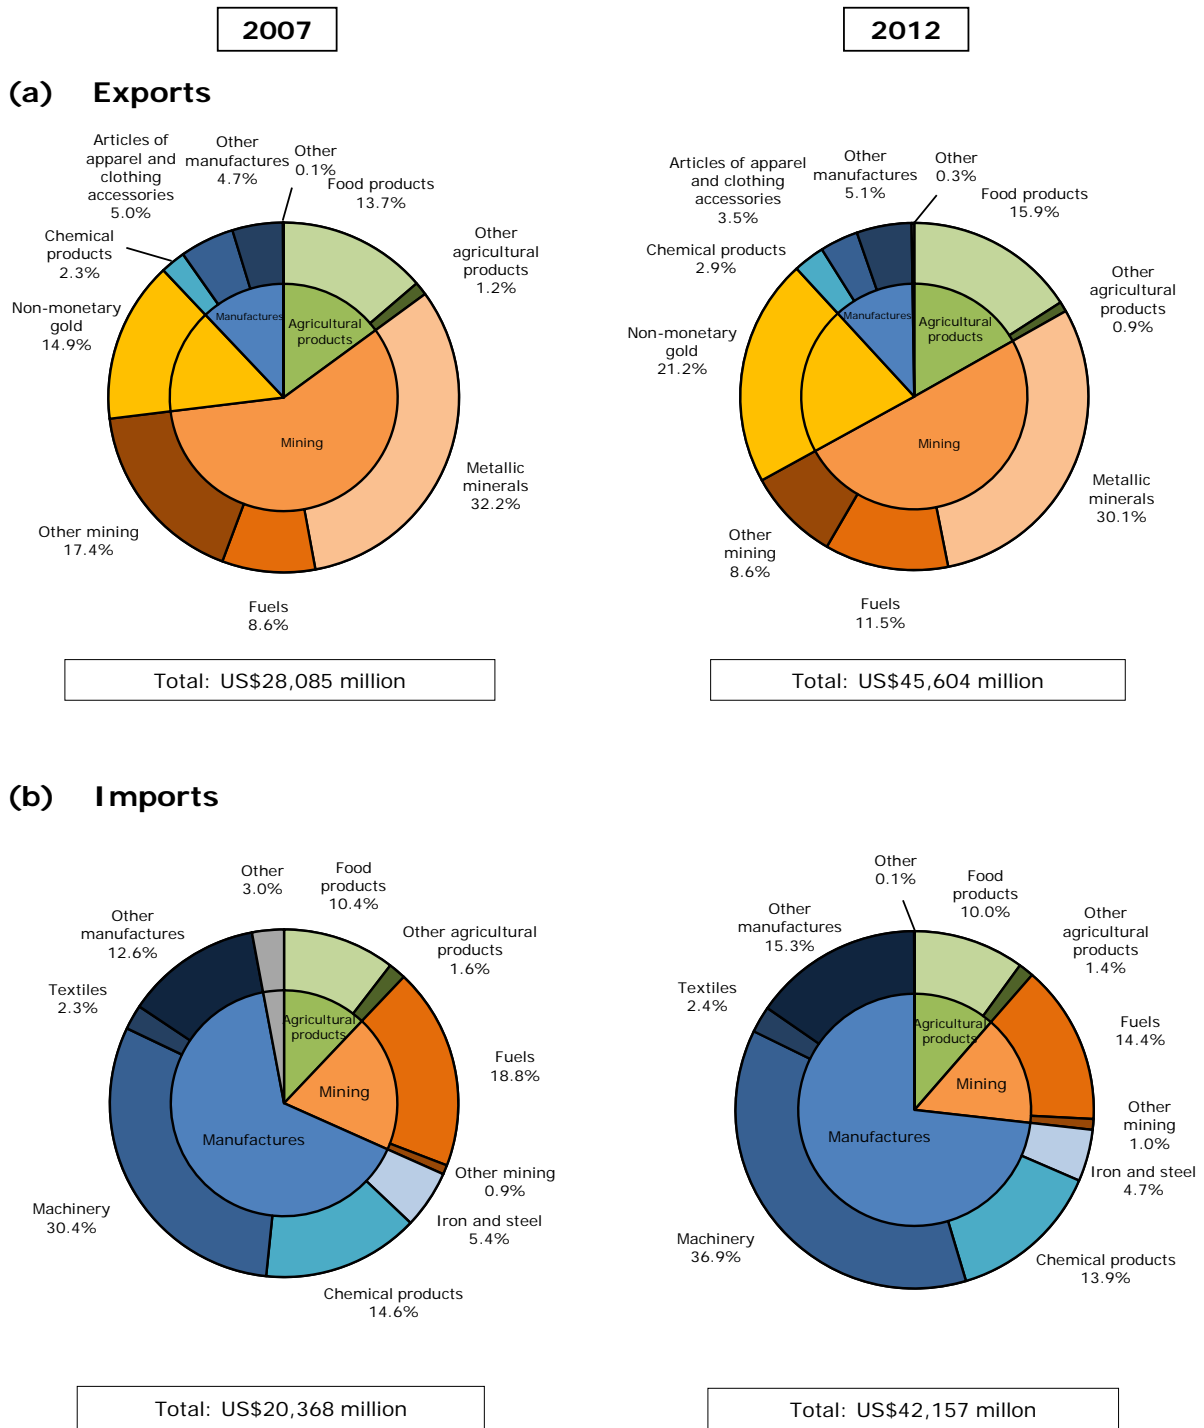 2007
2012
(a) Exports
Articles of
apparel and
clothing
accessories
5.0%
Other
manufactures
4.7%
Other
0.1%
Food products
13.7%
Other
agricultural
products
1.2%
Chemical
products
2.3%
Non-monetary
gold
14.9%
Manufactures
Agricultural
products
Mining
Metallic
minerals
32.2%
Other mining
17.4%
Fuels
8.6%
Total: US$28,085 million
Articles of apparel
and clothing
accessories
3.5%
Other
manufactures
5.1%
Other
0.3%
Food products
15.9%
Other
agricultural
products
0.9%
Chemical products
2.9%
Non-monetary
gold
21.2%
Manufactures
Agricultural
products
Mining
Metallic
minerals
30.1%
Other
mining
8.6%
Fuels
11.5%
Total: US$45,604 million
(b) Imports
Other
3.0%
Food
products
10.4%
Other
manufactures
12.6%
Other agricultural
products
1.6%
Textiles
2.3%
Agricultural
products
Fuels
18.8%
Mining
Manufactures
Other mining
0.9%
Machinery
30.4%
Iron and steel
5.4%
Chemical products
14.6%
Total: US$20,368 millon
Other
0.1%
Food
products
10.0%
Other
manufactures
15.3%
Other
agricultural
products
1.4%
Textiles
2.4%
Agricultural
products
Fuels
14.4%
Mining
Manufactures
Other
mining
1.0%
Iron and steel
4.7%
Machinery
36.9%
Chemical products
13.9%
Total: US$42,157 millon